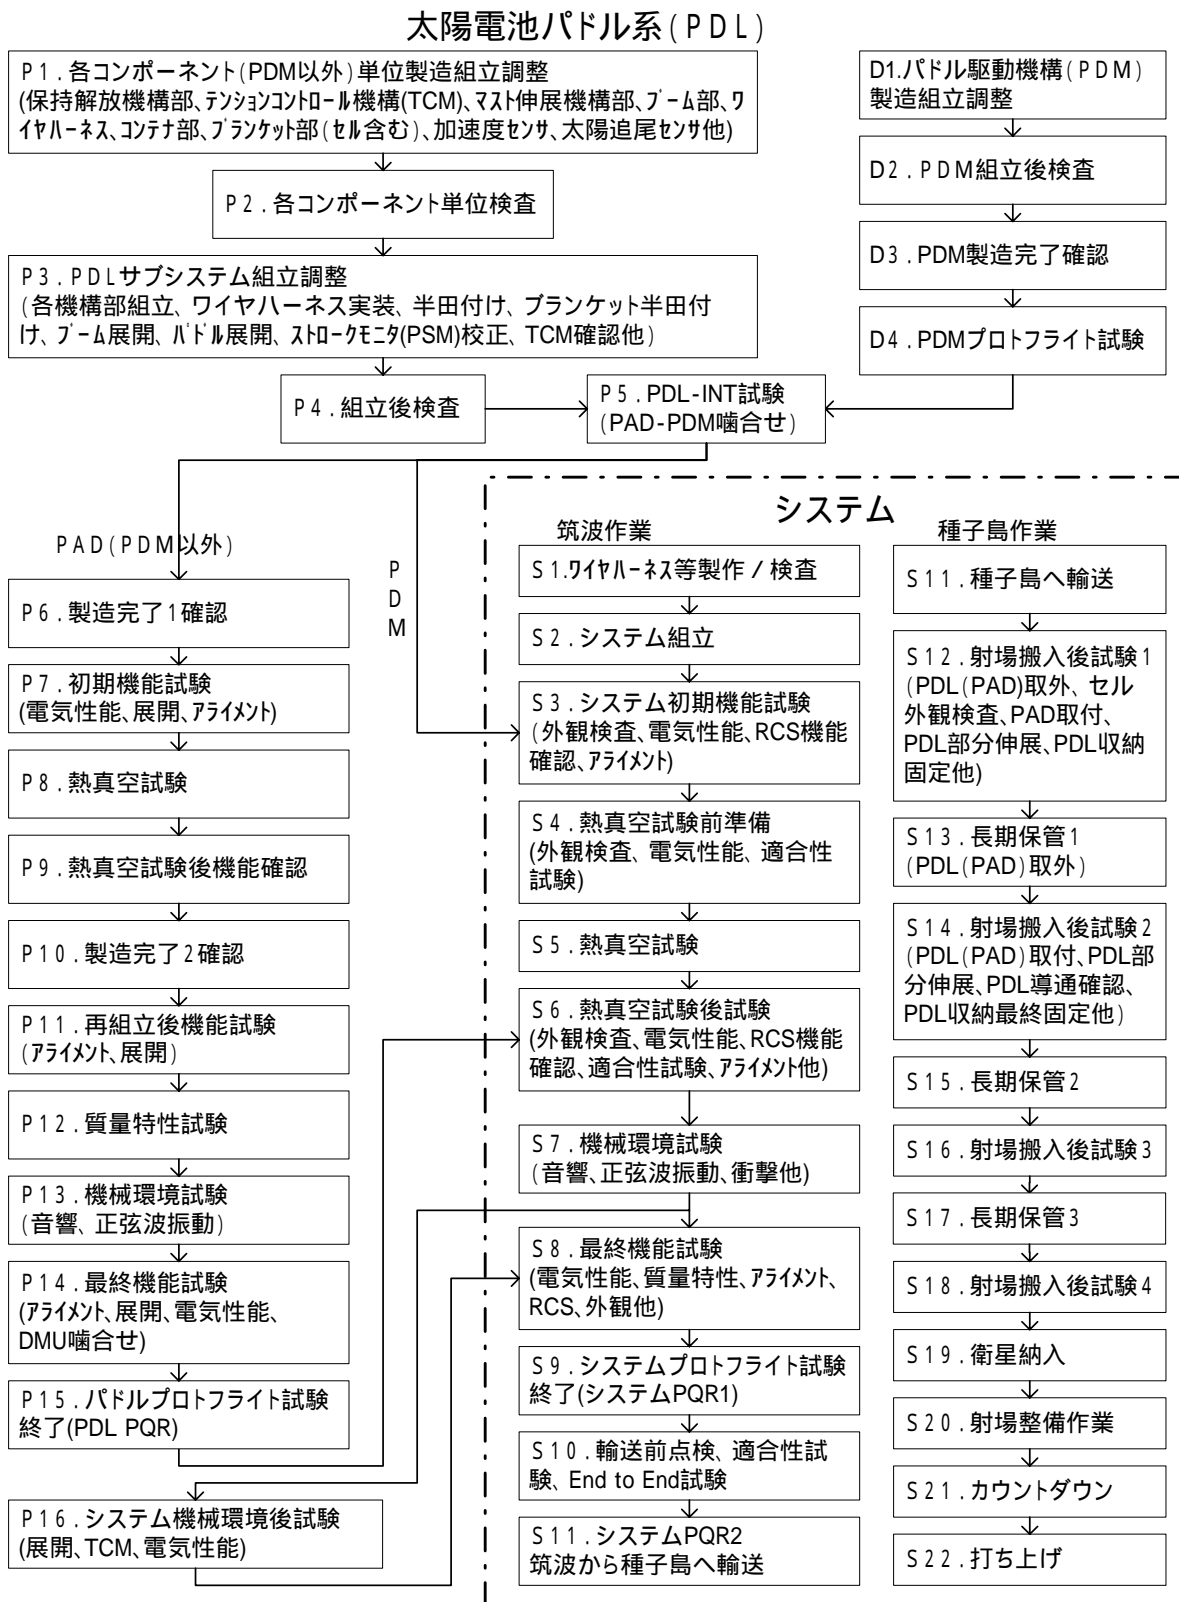 太陽電池パドル系(PDL)
P1.各コンポーネント(PDM以外)単位製造組立調整
(保持解放機構部、テンションコントロール機構(TCM)、マスト伸展機構部、ブーム部、ワ
イヤハーネス、コンテナ部、ブランケット部(セル含む)、加速度センサ、太陽追尾センサ他)
P2.各コンポーネント単位検査
P3.PDLサブシステム組立調整
(各機構部組立、ワイヤハーネス実装、半田付け、ブランケット半田付
け、ブーム展開、パドル展開、ストロークモニタ(PSM)校正、TCM確認他)
P4.組立後検査
P5.PDL-INT試験
(PAD-PDM噛合せ)
D1.パドル駆動機構(PDM)
製造組立調整
D2.PDM組立後検査
D3.PDM製造完了確認
D4.PDMプロトフライト試験
PAD(PDM以外)
P
D
M
P6.製造完了1確認
P7.初期機能試験
(電気性能、展開、アライメント)
P8.熱真空試験
P9.熱真空試験後機能確認
P10.製造完了2確認
P11.再組立後機能試験
(アライメント、展開)
P12.質量特性試験
P13.機械環境試験
(音響、正弦波振動)
P14.最終機能試験
(アライメント、展開、電気性能、
DMU噛合せ)
P15.パドルプロトフライト試験
終了(PDL PQR)
P16.システム機械環境後試験
(展開、TCM、電気性能)
システム
筑波作業
S1.ワイヤハーネス等製作/検査
S2.システム組立
S3.システム初期機能試験
(外観検査、電気性能、RCS機能
確認、アライメント)
S4.熱真空試験前準備
(外観検査、電気性能、適合性
試験)
S5.熱真空試験
S6.熱真空試験後試験
(外観検査、電気性能、RCS機能
確認、適合性試験、アライメント他)
S7.機械環境試験
(音響、正弦波振動、衝撃他)
S8.最終機能試験
(電気性能、質量特性、アライメント、
RCS、外観他)
S9.システムプロトフライト試験
終了(システムPQR1)
S10.輸送前点検、適合性試
験、End to End試験
S11.システムPQR2
筑波から種子島へ輸送
種子島作業
S11.種子島へ輸送
S12.射場搬入後試験1
(PDL(PAD)取外、セル
外観検査、PAD取付、
PDL部分伸展、PDL収納
固定他)
S13.長期保管1
(PDL(PAD)取外)
S14.射場搬入後試験2
(PDL(PAD)取付、PDL部
分伸展、PDL導通確認、
PDL収納最終固定他)
S15.長期保管2
S16.射場搬入後試験3
S17.長期保管3
S18.射場搬入後試験4
S19.衛星納入
S20.射場整備作業
S21.カウントダウン
S22.打ち上げ